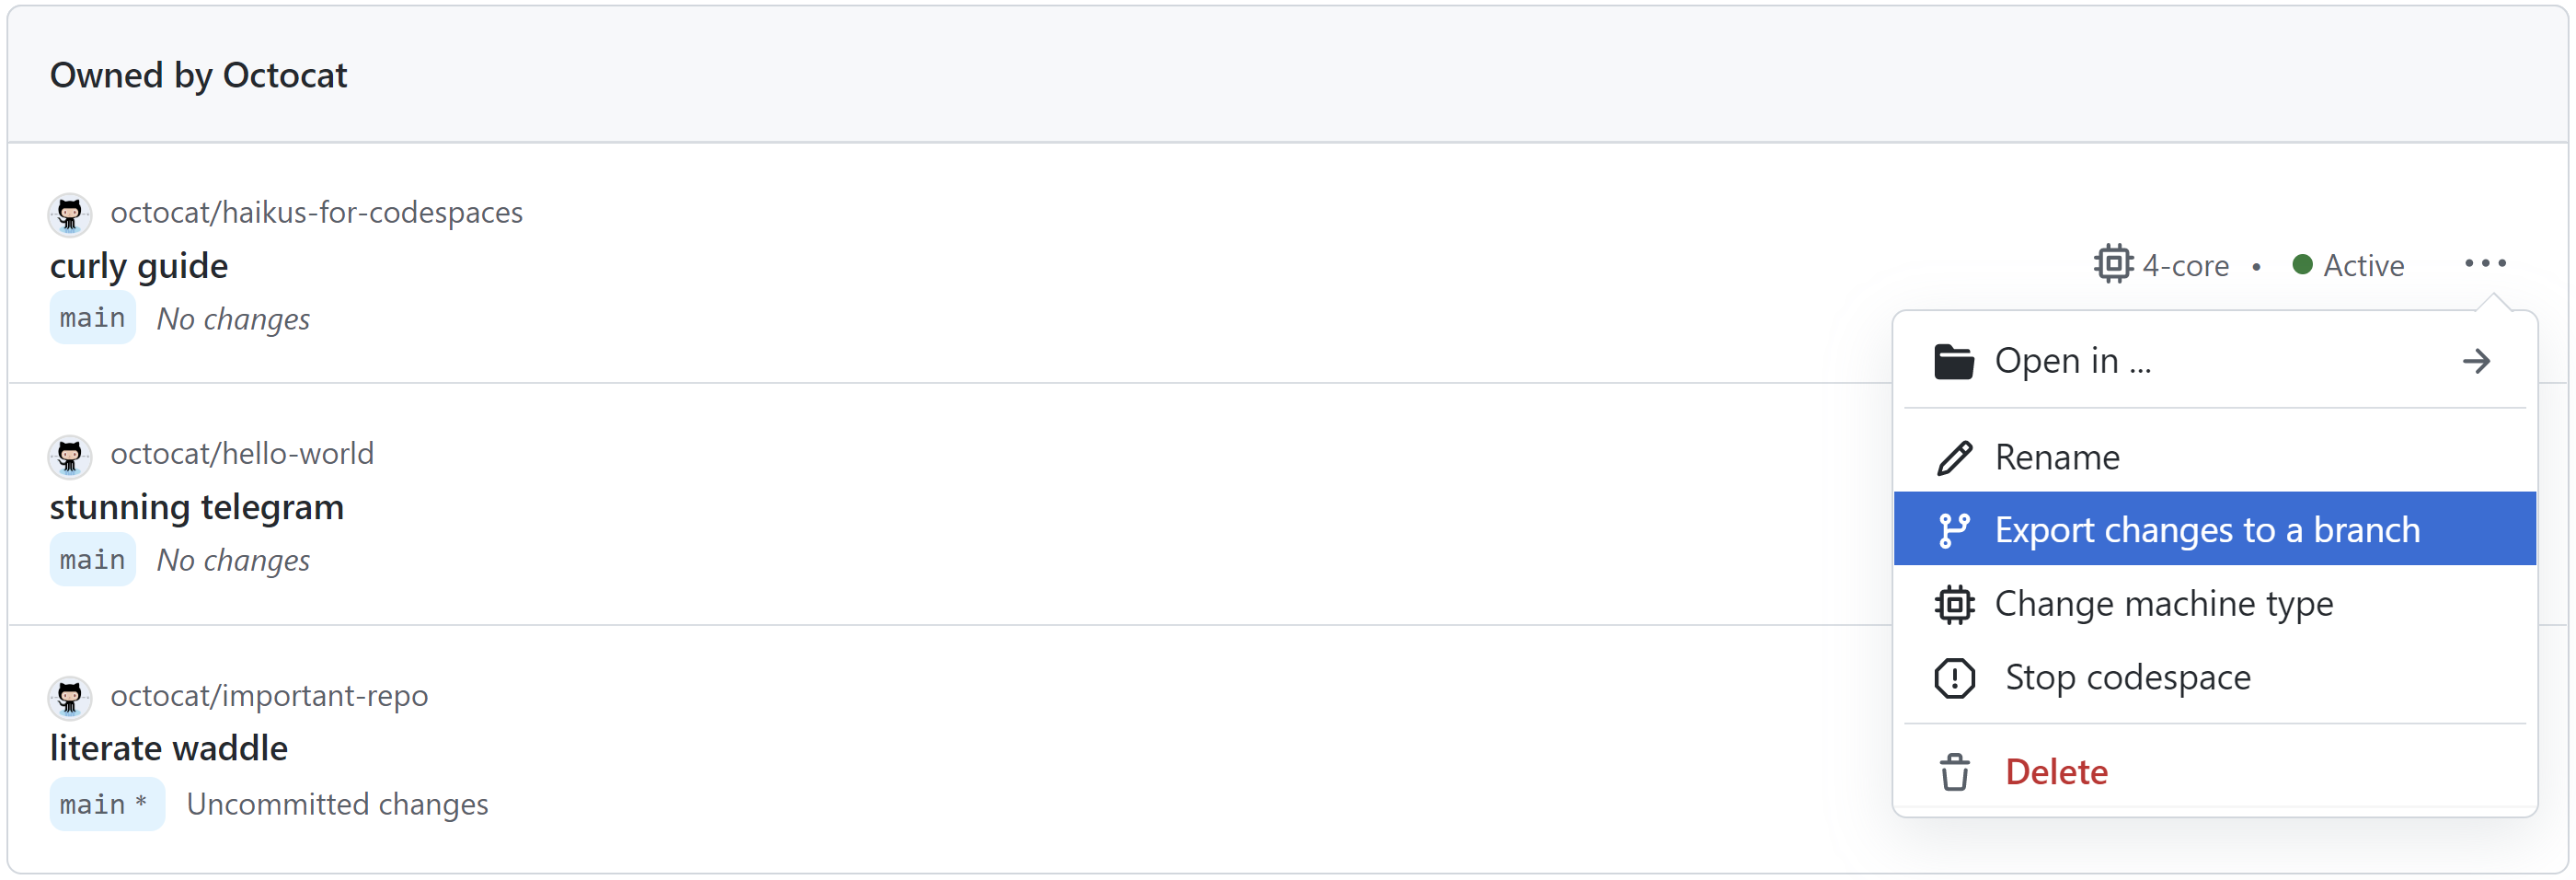 Owned by Octocat
octocat/haikus-for-codespaces
curly guide
4-core • Active ...
main No changes
octocat/hello-world
stunning telegram
main No changes
octocat/important-repo
literate waddle
main * Uncommitted changes
Open in ...
Rename
Export changes to a branch
Change machine type
Stop codespace
Delete